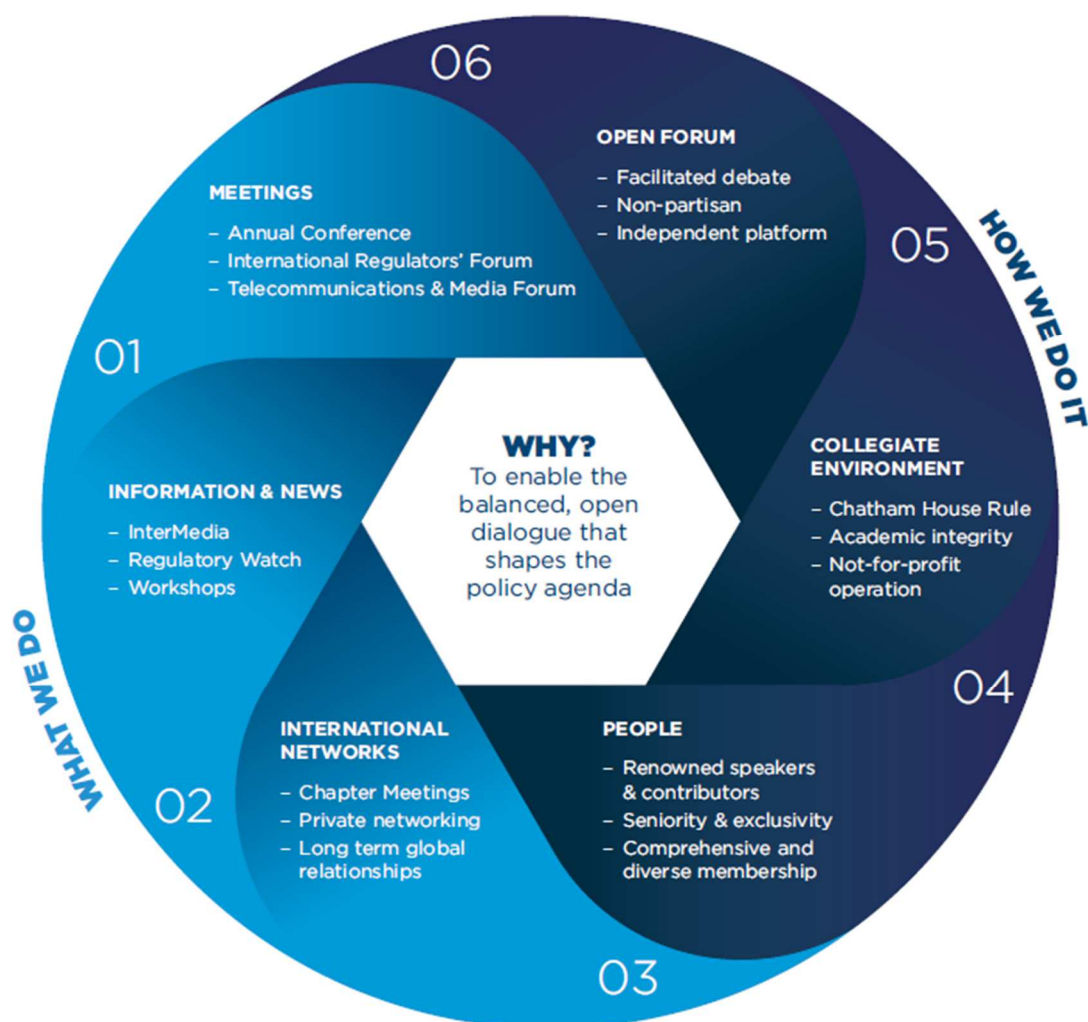 06
OPEN FORUM
– Facilitated debate
– Non-partisan
– Independent platform
MEETINGS
– Annual Conference
– International Regulators’ Forum
– Telecommunications & Media Forum
05
HOW WE DO IT
01
WHY?
To enable the
balanced, open
dialogue that
shapes the
policy agenda
COLLEGIATE
ENVIRONMENT
– Chatham House Rule
– Academic integrity
– Not-for-profit
operation
INFORMATION & NEWS
– InterMedia
– Regulatory Watch
– Workshops
WHAT WE DO
04
INTERNATIONAL
NETWORKS
– Chapter Meetings
– Private networking
– Long term global
relationships
02
PEOPLE
– Renowned speakers
& contributors
– Seniority & exclusivity
– Comprehensive and
diverse membership
03